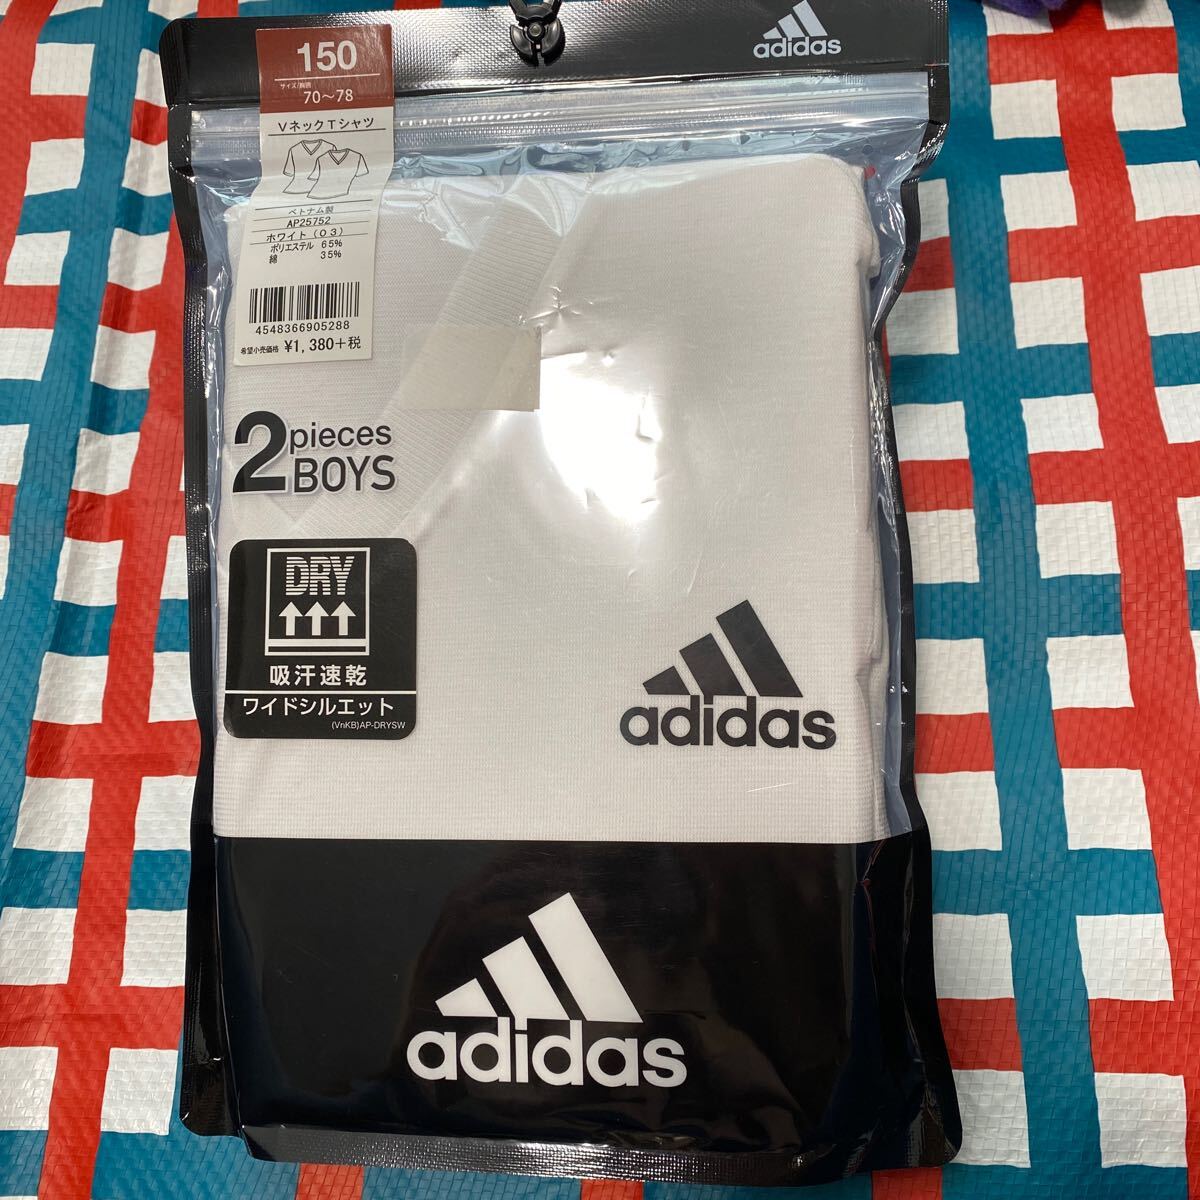 adidas
150
サイズ/胸囲
70～78
VネックTシャツ
ベトナム製
AP25752
ホワイト(03)
ポリエステル 65%
綿 35%
4548366905288
希望小売価格 ¥1,380+税
2 pieces
BOYS
DRY
吸汗速乾
ワイドシルエット
(VnKB)AP-DRYSW
adidas
adidas